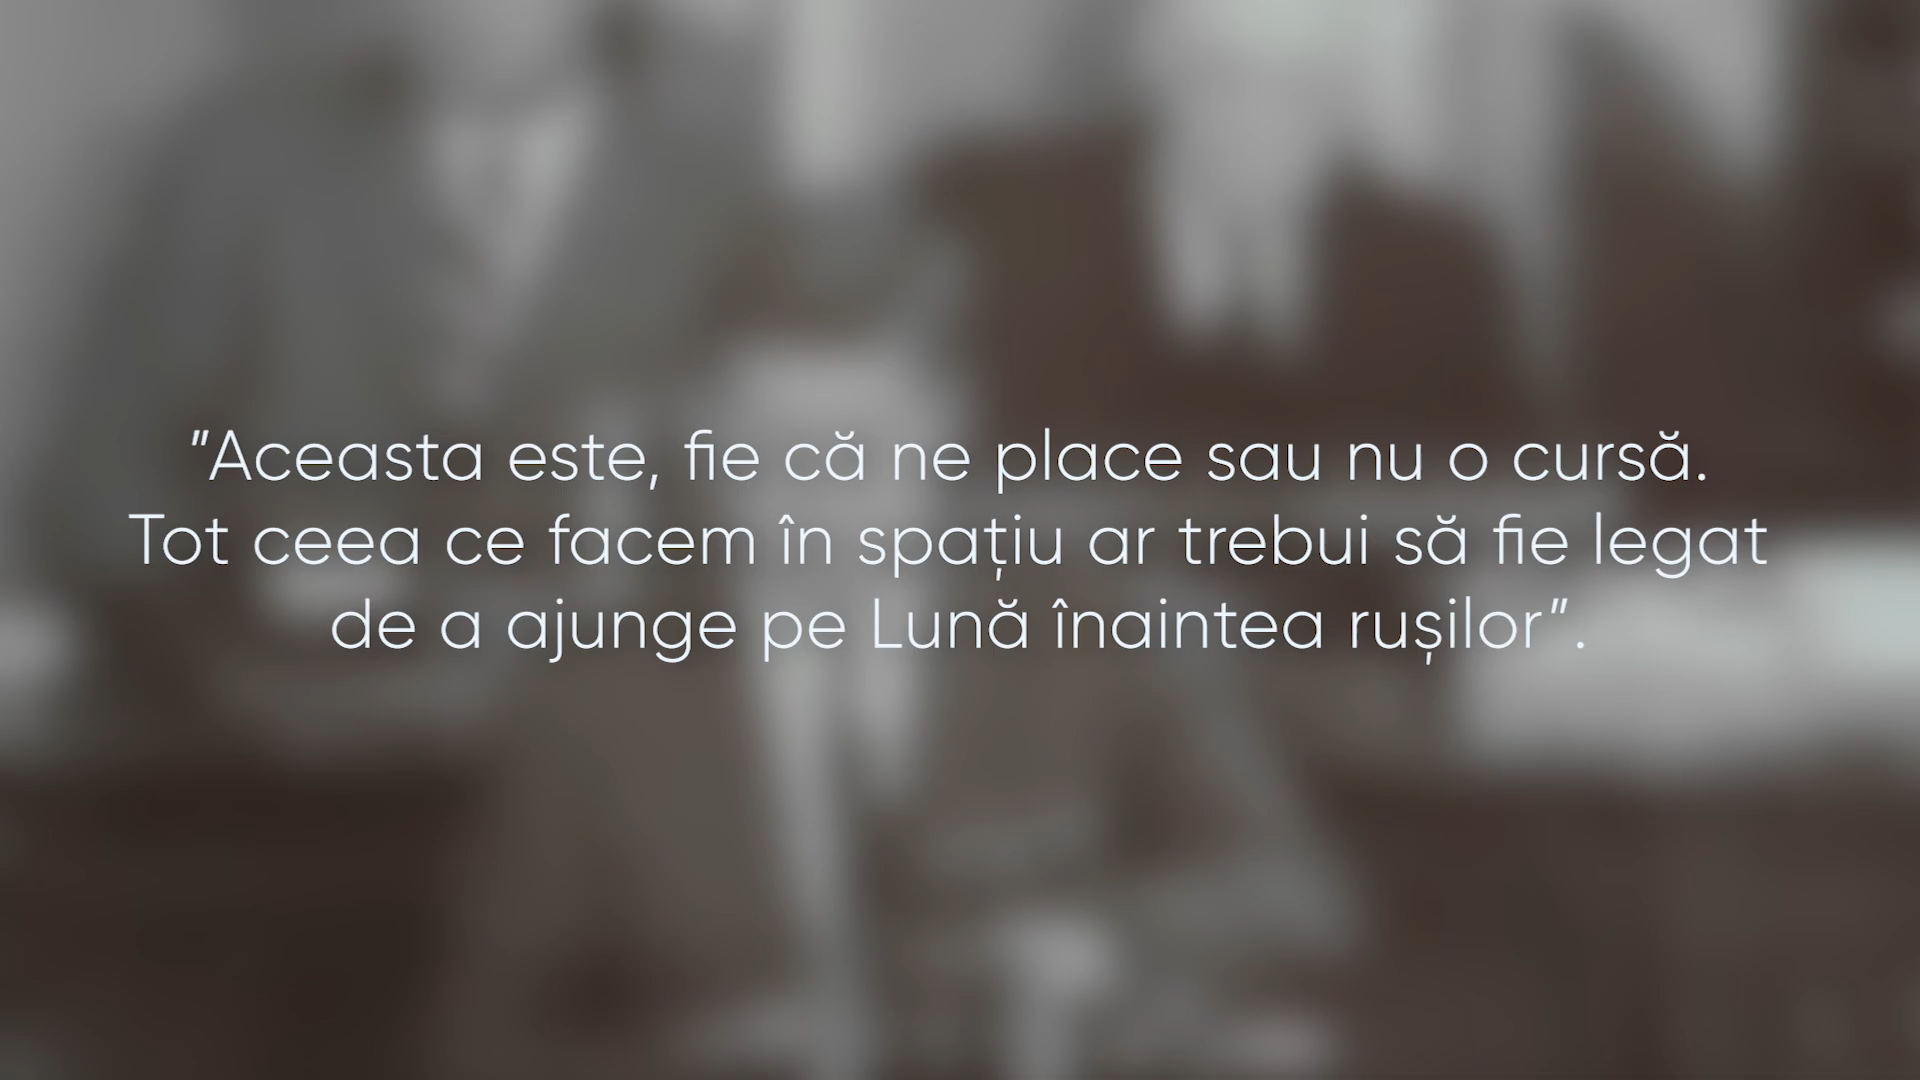 ”Aceasta este, fie că ne place sau nu o cursă.
Tot ceea ce facem în spațiu ar trebui să fie legat
de a ajunge pe Lună înaintea rușilor”.